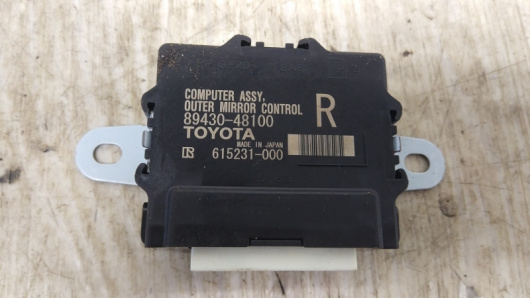 COMPUTER ASSY,
OUTER MIRROR CONTROL
R
89430-48100
TOYOTA
MADE IN JAPAN
615231-000